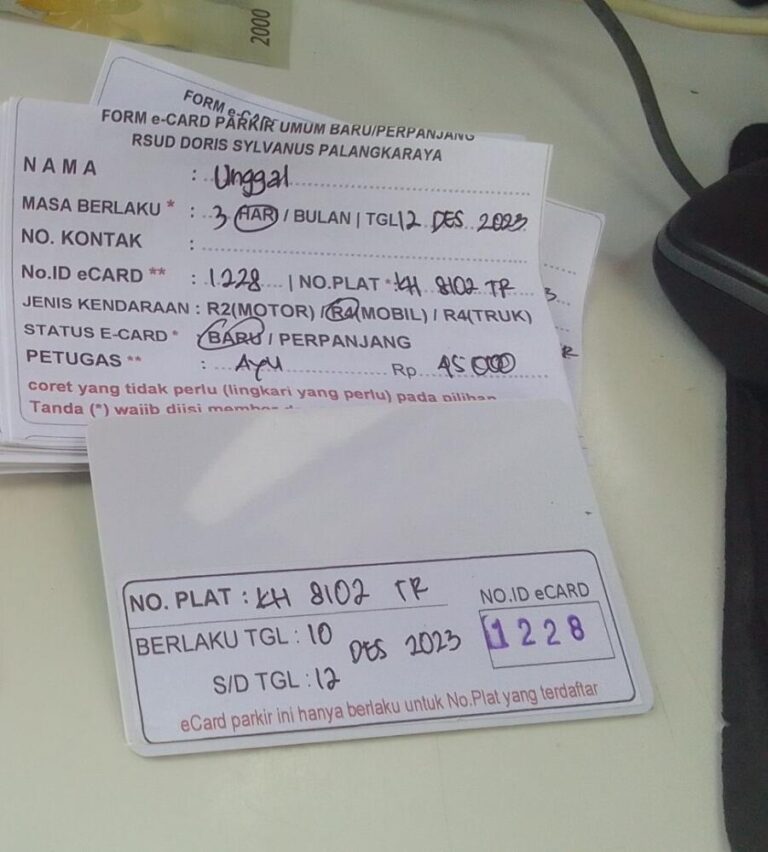 2000
FORM e-C
FORM e-CARD PARKIR UMUM BARU/PERPANJANG
RSUD DORIS SYLVANUS PALANGKARAYA
NAMA : Unggal
MASA BERLAKU * : 3 HARI / BULAN | TGL 12 DES 2023
NO. KONTAK :
No.ID eCARD ** : 1228 | NO.PLAT * KH 8102 TR
JENIS KENDARAAN : R2(MOTOR) / R4(MOBIL) / R4(TRUK)
STATUS E-CARD * : BARU / PERPANJANG
PETUGAS ** : Ayu Rp 45000
coret yang tidak perlu (lingkari yang perlu) pada pilihan
Tanda (*) wajib diisi
NO. PLAT : KH 8102 TR
NO.ID eCARD
1228
BERLAKU TGL : 10 DES 2023
S/D TGL : 12
eCard parkir ini hanya berlaku untuk No.Plat yang terdaftar